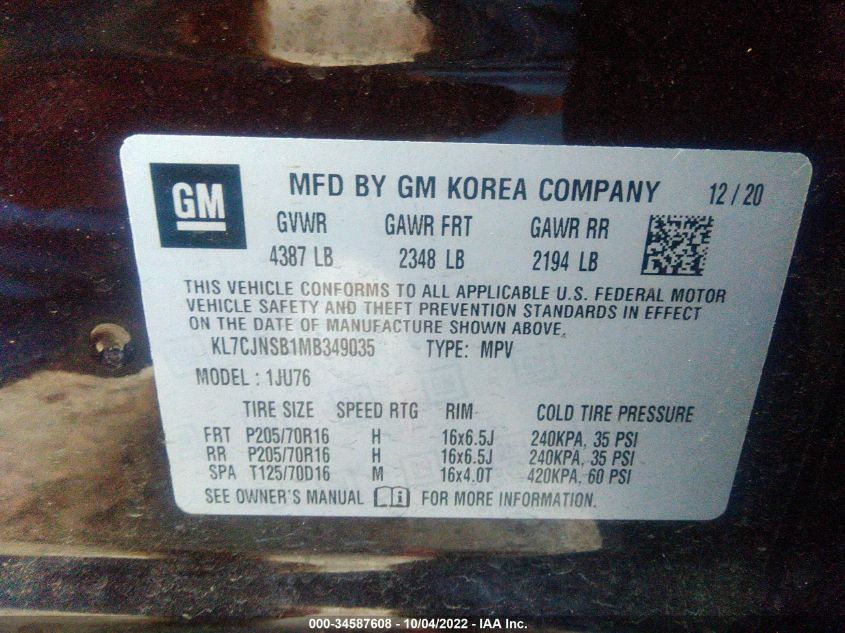 GM MFD BY GM KOREA COMPANY 12/20
GVWR GAWR FRT GAWR RR
4387 LB 2348 LB 2194 LB
THIS VEHICLE CONFORMS TO ALL APPLICABLE U.S. FEDERAL MOTOR
VEHICLE SAFETY AND THEFT PREVENTION STANDARDS IN EFFECT
ON THE DATE OF MANUFACTURE SHOWN ABOVE.
KL7CJNSB1MB349035 TYPE: MPV
MODEL : 1JU76
TIRE SIZE SPEED RTG RIM COLD TIRE PRESSURE
FRT P205/70R16 H 16x6.5J 240KPA, 35 PSI
RR P205/70R16 H 16x6.5J 240KPA, 35 PSI
SPA T125/70D16 M 16x4.0T 420KPA, 60 PSI
SEE OWNER'S MANUAL FOR MORE INFORMATION.
000-34587608 - 10/04/2022 - IAA Inc.